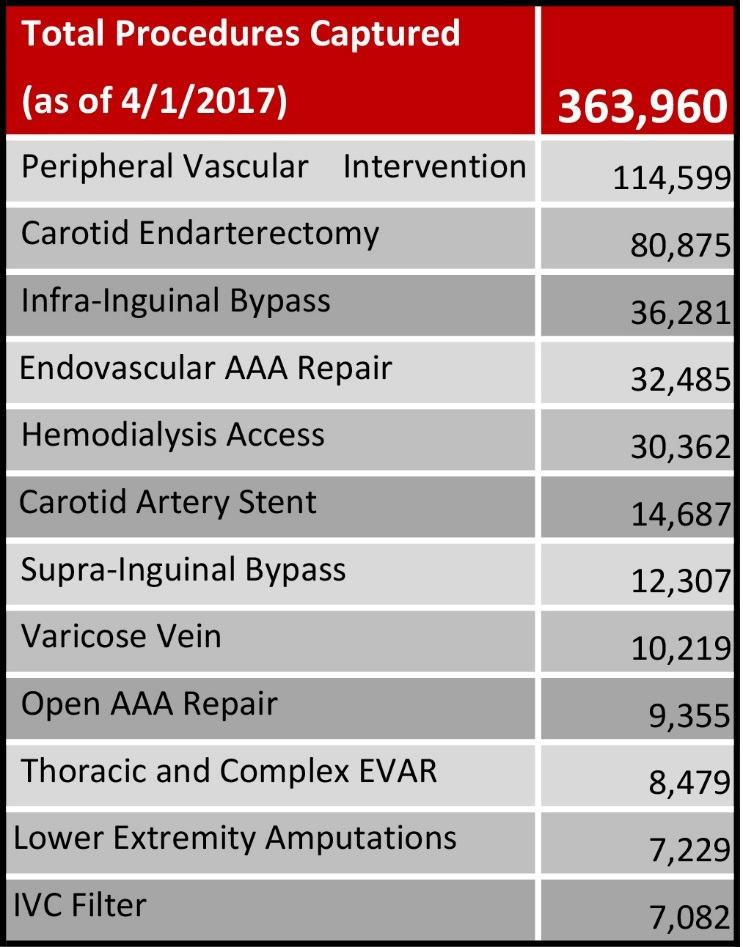 Total Procedures Captured
(as of 4/1/2017) 363,960
Peripheral Vascular Intervention 114,599
Carotid Endarterectomy 80,875
Infra-Inguinal Bypass 36,281
Endovascular AAA Repair 32,485
Hemodialysis Access 30,362
Carotid Artery Stent 14,687
Supra-Inguinal Bypass 12,307
Varicose Vein 10,219
Open AAA Repair 9,355
Thoracic and Complex EVAR 8,479
Lower Extremity Amputations 7,229
IVC Filter 7,082